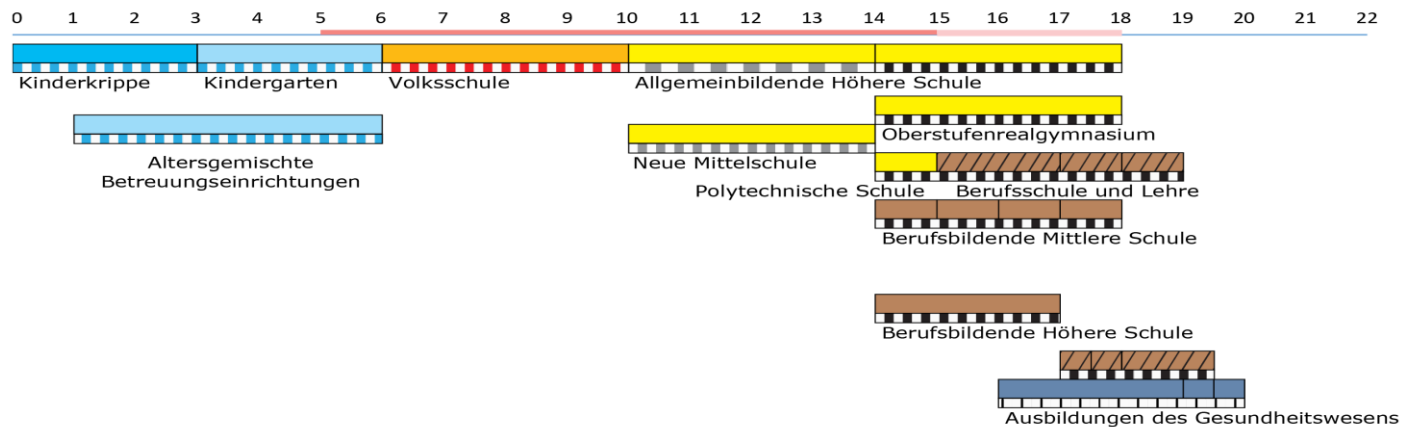 0 1 2 3 4 5 6 7 8 9 10 11 12 13 14 15 16 17 18 19 20 21 22
Kinderkrippe Kindergarten Volksschule Allgemeinbildende Höhere Schule
Oberstufenrealgymnasium
Altersgemischte Neue Mittelschule
Betreuungseinrichtungen
Polytechnische Schule Berufsschule und Lehre
Berufsbildende Mittlere Schule
Berufsbildende Höhere Schule
Ausbildungen des Gesundheitswesens